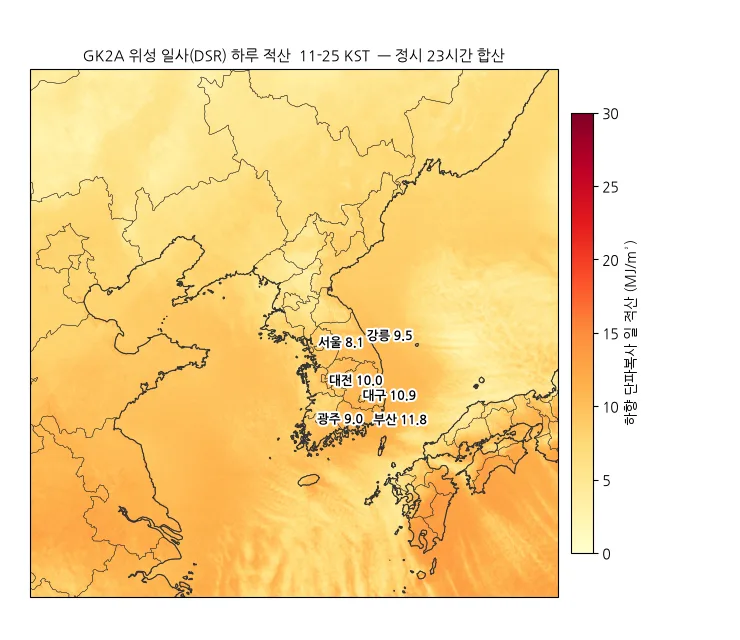 GK2A 위성 일사(DSR) 하루 적산 11-25 KST — 정시 23시간 합산
30
25
20
15
10
5
0
하향 단파복사 일 적산 (MJ/m²)
서울 8.1
강릉 9.5
대전 10.0
대구 10.9
광주 9.0
부산 11.8